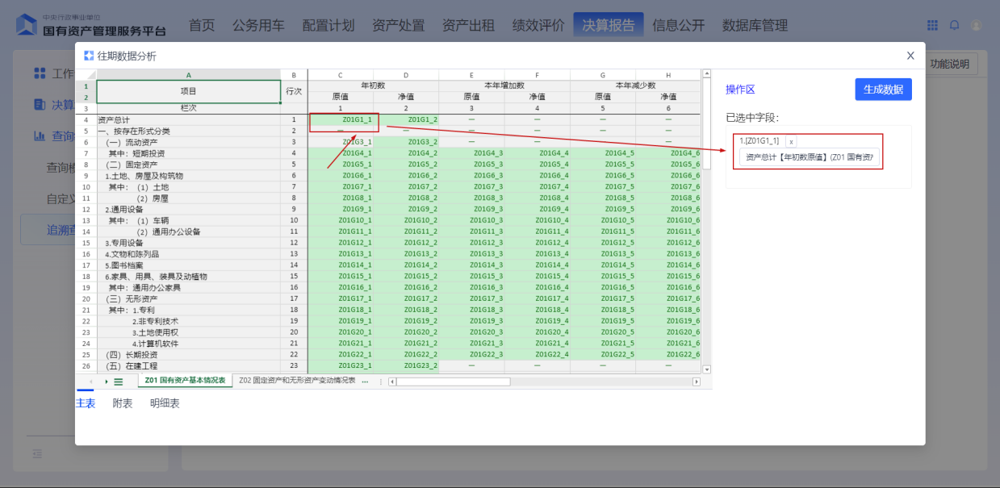 中央行政事业单位
国有资产管理服务平台
首页 公务用车 配置计划 资产处置 资产出租 绩效评价 决算报告 信息公开 数据库管理
功能说明
工作
决算
查询
查询模
自定义
追溯查
往期数据分析 X
A B C D E F G H
1 项目 行次 年初数 本年增加数 本年减少数
2 原值 净值 原值 净值 原值 净值
3 栏次 1 2 3 4 5 6
4 资产总计 1 Z01G1_1 Z01G1_2 — — — —
5 一、按存在形式分类 2 — — — — — —
6 (一) 流动资产 3 Z01G3_1 Z01G3_2 — — —
7 其中: 短期投资 4 Z01G4_1 Z01G4_2 Z01G4_3 Z01G4_4 Z01G4_5 Z01G4_6
8 (二) 固定资产 5 Z01G5_1 Z01G5_2 Z01G5_3 Z01G5_4 Z01G5_5 Z01G5_6
9 1.土地、房屋及构筑物 6 Z01G6_1 Z01G6_2 Z01G6_3 Z01G6_4 Z01G6_5 Z01G6_6
10 其中: (1) 土地 7 Z01G7_1 Z01G7_2 Z01G7_3 Z01G7_4 Z01G7_5 Z01G7_6
11 (2) 房屋 8 Z01G8_1 Z01G8_2 Z01G8_3 Z01G8_4 Z01G8_5 Z01G8_6
12 2.通用设备 9 Z01G9_1 Z01G9_2 Z01G9_3 Z01G9_4 Z01G9_5 Z01G9_6
13 其中: (1) 车辆 10 Z01G10_1 Z01G10_2 Z01G10_3 Z01G10_4 Z01G10_5 Z01G10_6
14 (2) 通用办公设备 11 Z01G11_1 Z01G11_2 Z01G11_3 Z01G11_4 Z01G11_5 Z01G11_6
15 3.专用设备 12 Z01G12_1 Z01G12_2 Z01G12_3 Z01G12_4 Z01G12_5 Z01G12_6
16 4.文物和陈列品 13 Z01G13_1 Z01G13_2 Z01G13_3 Z01G13_4 Z01G13_5 Z01G13_6
17 5.图书档案 14 Z01G14_1 Z01G14_2 Z01G14_3 Z01G14_4 Z01G14_5 Z01G14_6
18 6.家具、用具、装具及动植物 15 Z01G15_1 Z01G15_2 Z01G15_3 Z01G15_4 Z01G15_5 Z01G15_6
19 其中: 通用办公家具 16 Z01G16_1 Z01G16_2 Z01G16_3 Z01G16_4 Z01G16_5 Z01G16_6
20 (三) 无形资产 17 Z01G17_1 Z01G17_2 Z01G17_3 Z01G17_4 Z01G17_5 Z01G17_6
21 其中: 1.专利 18 Z01G18_1 Z01G18_2 Z01G18_3 Z01G18_4 Z01G18_5 Z01G18_6
22 2.非专利技术 19 Z01G19_1 Z01G19_2 Z01G19_3 Z01G19_4 Z01G19_5 Z01G19_6
23 3.土地使用权 20 Z01G20_1 Z01G20_2 Z01G20_3 Z01G20_4 Z01G20_5 Z01G20_6
24 4.计算机软件 21 Z01G21_1 Z01G21_2 Z01G21_3 Z01G21_4 Z01G21_5 Z01G21_6
25 (四) 长期投资 22 Z01G22_1 Z01G22_2 Z01G22_3 Z01G22_4 Z01G22_5 Z01G22_6
26 (五) 在建工程 23 Z01G23_1 Z01G23_2 — — — —
Z01 国有资产基本情况表 Z02 固定资产和无形资产变动情况表 ...
主表 附表 明细表
操作区 生成数据
已选中字段:
1.[Z01G1_1] x
资产总计【年初数原值】(Z01 国有资产